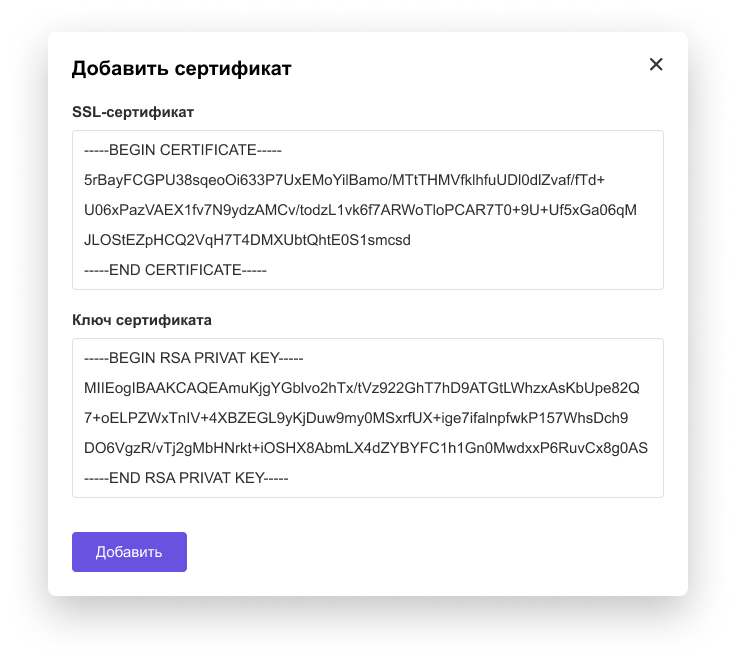 Добавить сертификат
SSL-сертификат
-----BEGIN CERTIFICATE-----
5rBayFCGPU38sqeoOi633P7UxEMoYilBamo/MTtTHMVfklhfuUDl0dlZvaf/fTd+
U06xPazVAEX1fv7N9ydzAMCv/todzL1vk6f7ARWoTloPCAR7T0+9U+Uf5xGa06qM
JLOStEZpHCQ2VqH7T4DMXUbtQhtE0S1smcsd
-----END CERTIFICATE-----
Ключ сертификата
-----BEGIN RSA PRIVAT KEY-----
MIIEogIBAAKCAQEAmuKjgYGblvo2hTx/tVz922GhT7hD9ATGtLWhzxAsKbUpe82Q
7+oELPZWxTnIV+4XBZEGL9yKjDuw9my0MSxrfUX+ige7ifalnpfwkP157WhsDch9
DO6VgzR/vTj2gMbHNrkt+iOSHX8AbmLX4dZYBYFC1h1Gn0MwdxxP6RuvCx8g0AS
-----END RSA PRIVAT KEY-----
Добавить